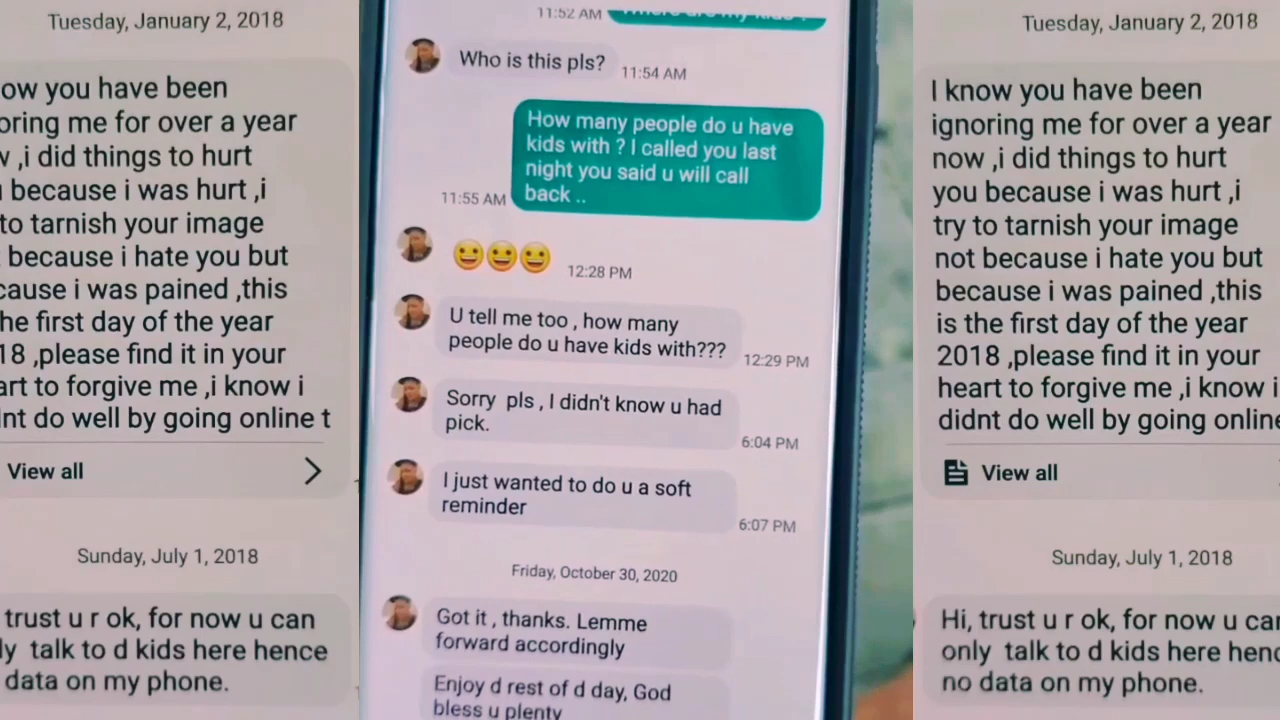 Tuesday, January 2, 2018
ow you have been
oring me for over a year
w ,i did things to hurt
because i was hurt ,i
to tarnish your image
because i hate you but
cause i was pained ,this
he first day of the year
18 ,please find it in your
art to forgive me ,i know i
nt do well by going online t
View all
Sunday, July 1, 2018
trust u r ok, for now u can
ly talk to d kids here hence
data on my phone.
11:52 AM
Where are my kids ?
Who is this pls?
11:54 AM
How many people do u have
kids with ? I called you last
night you said u will call
back ..
11:55 AM
😀😀😀
12:28 PM
U tell me too , how many
people do u have kids with???
12:29 PM
Sorry pls , I didn't know u had
pick.
6:04 PM
I just wanted to do u a soft
reminder
6:07 PM
Friday, October 30, 2020
Got it , thanks. Lemme
forward accordingly
Enjoy d rest of d day, God
bless u plenty
Tuesday, January 2, 2018
I know you have been
ignoring me for over a year
now ,i did things to hurt
you because i was hurt ,i
try to tarnish your image
not because i hate you but
because i was pained ,this
is the first day of the year
2018 ,please find it in your
heart to forgive me ,i know i
didnt do well by going online
View all
Sunday, July 1, 2018
Hi, trust u r ok, for now u can
only talk to d kids here henc
no data on my phone.